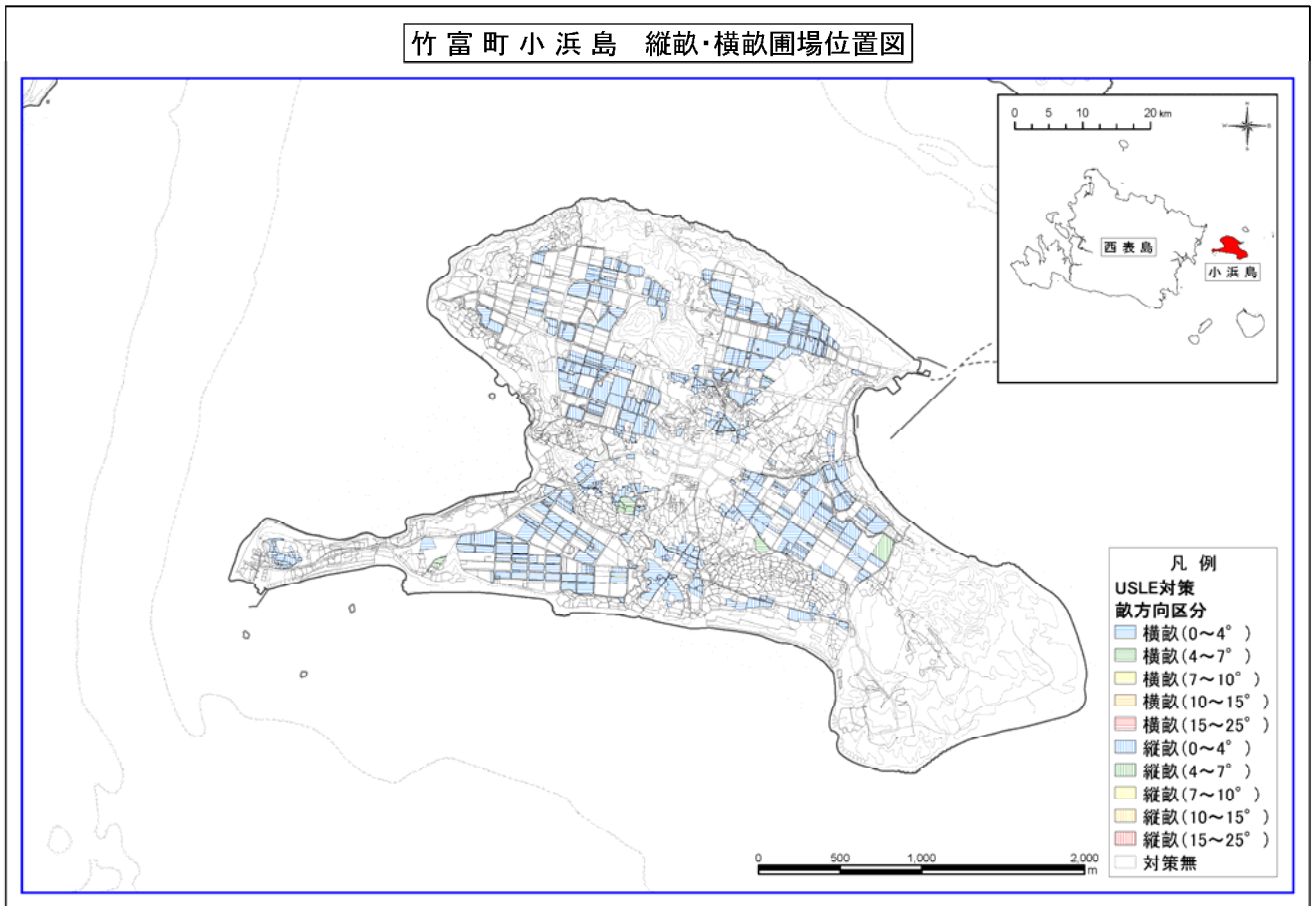 竹富町小浜島 縦畝・横畝圃場位置図
0 5 10 20 km
N
W E
S
西表島
小浜島
凡例
USLE対策
畝方向区分
横畝(0～4°)
横畝(4～7°)
横畝(7～10°)
横畝(10～15°)
横畝(15～25°)
縦畝(0～4°)
縦畝(4～7°)
縦畝(7～10°)
縦畝(10～15°)
縦畝(15～25°)
対策無
0 500 1,000 2,000
m